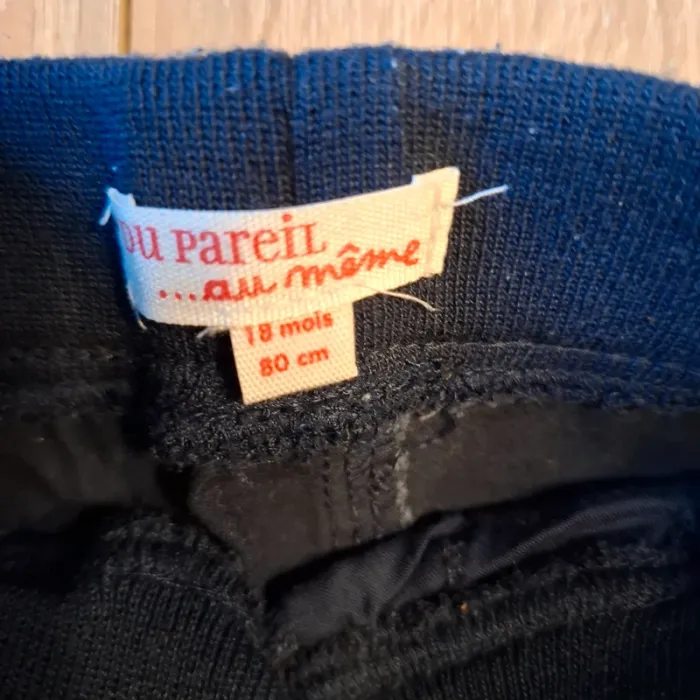 DU PAREIL
...au même
18 mois
80 cm